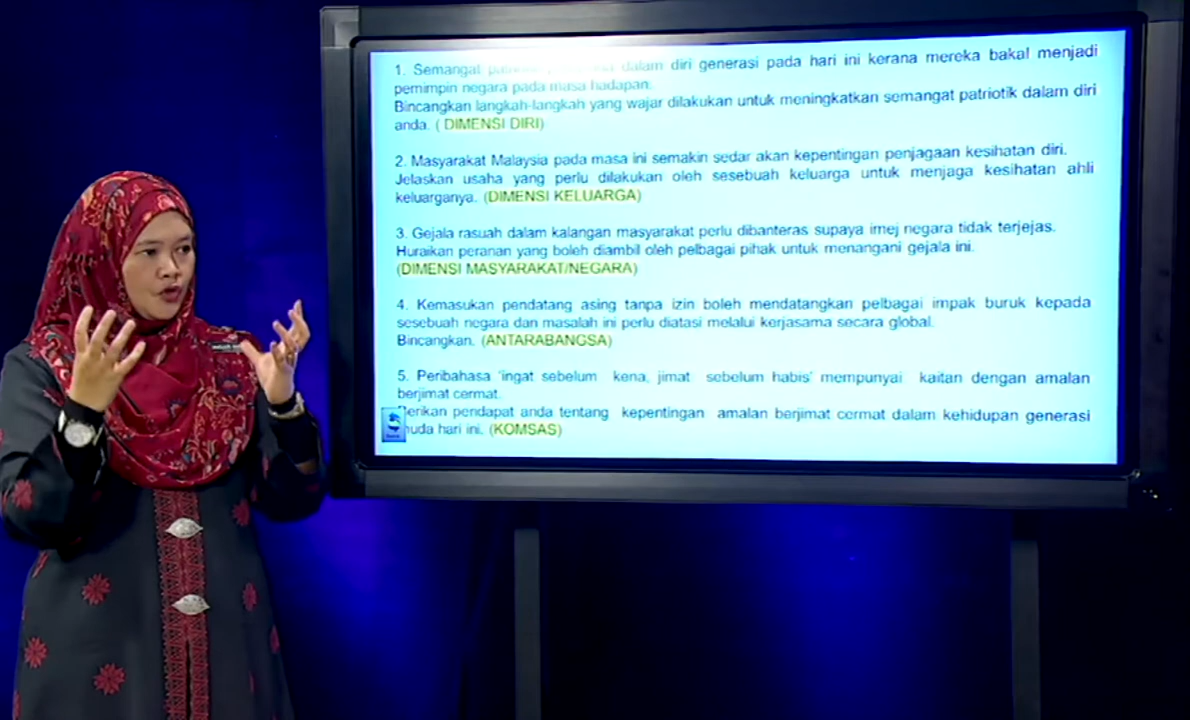 1. Semangat dalam diri generasi pada hari ini kerana mereka bakal menjadi
pemimpin negara pada masa hadapan.
Bincangkan langkah-langkah yang wajar dilakukan untuk meningkatkan semangat patriotik dalam diri
anda. ( DIMENSI DIRI)
2. Masyarakat Malaysia pada masa ini semakin sedar akan kepentingan penjagaan kesihatan diri.
Jelaskan usaha yang perlu dilakukan oleh sesebuah keluarga untuk menjaga kesihatan ahli
keluarganya. (DIMENSI KELUARGA)
3. Gejala rasuah dalam kalangan masyarakat perlu dibanteras supaya imej negara tidak terjejas.
Huraikan peranan yang boleh diambil oleh pelbagai pihak untuk menangani gejala ini.
(DIMENSI MASYARAKAT/NEGARA)
4. Kemasukan pendatang asing tanpa izin boleh mendatangkan pelbagai impak buruk kepada
sesebuah negara dan masalah ini perlu diatasi melalui kerjasama secara global.
Bincangkan. (ANTARABANGSA)
5. Peribahasa 'ingat sebelum kena, jimat sebelum habis' mempunyai kaitan dengan amalan
berjimat cermat.
erikan pendapat anda tentang kepentingan amalan berjimat cermat dalam kehidupan generasi
uda hari ini. (KOMSAS)